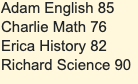 Adam English 85
Charlie Math 76
Erica History 82
Richard Science 90